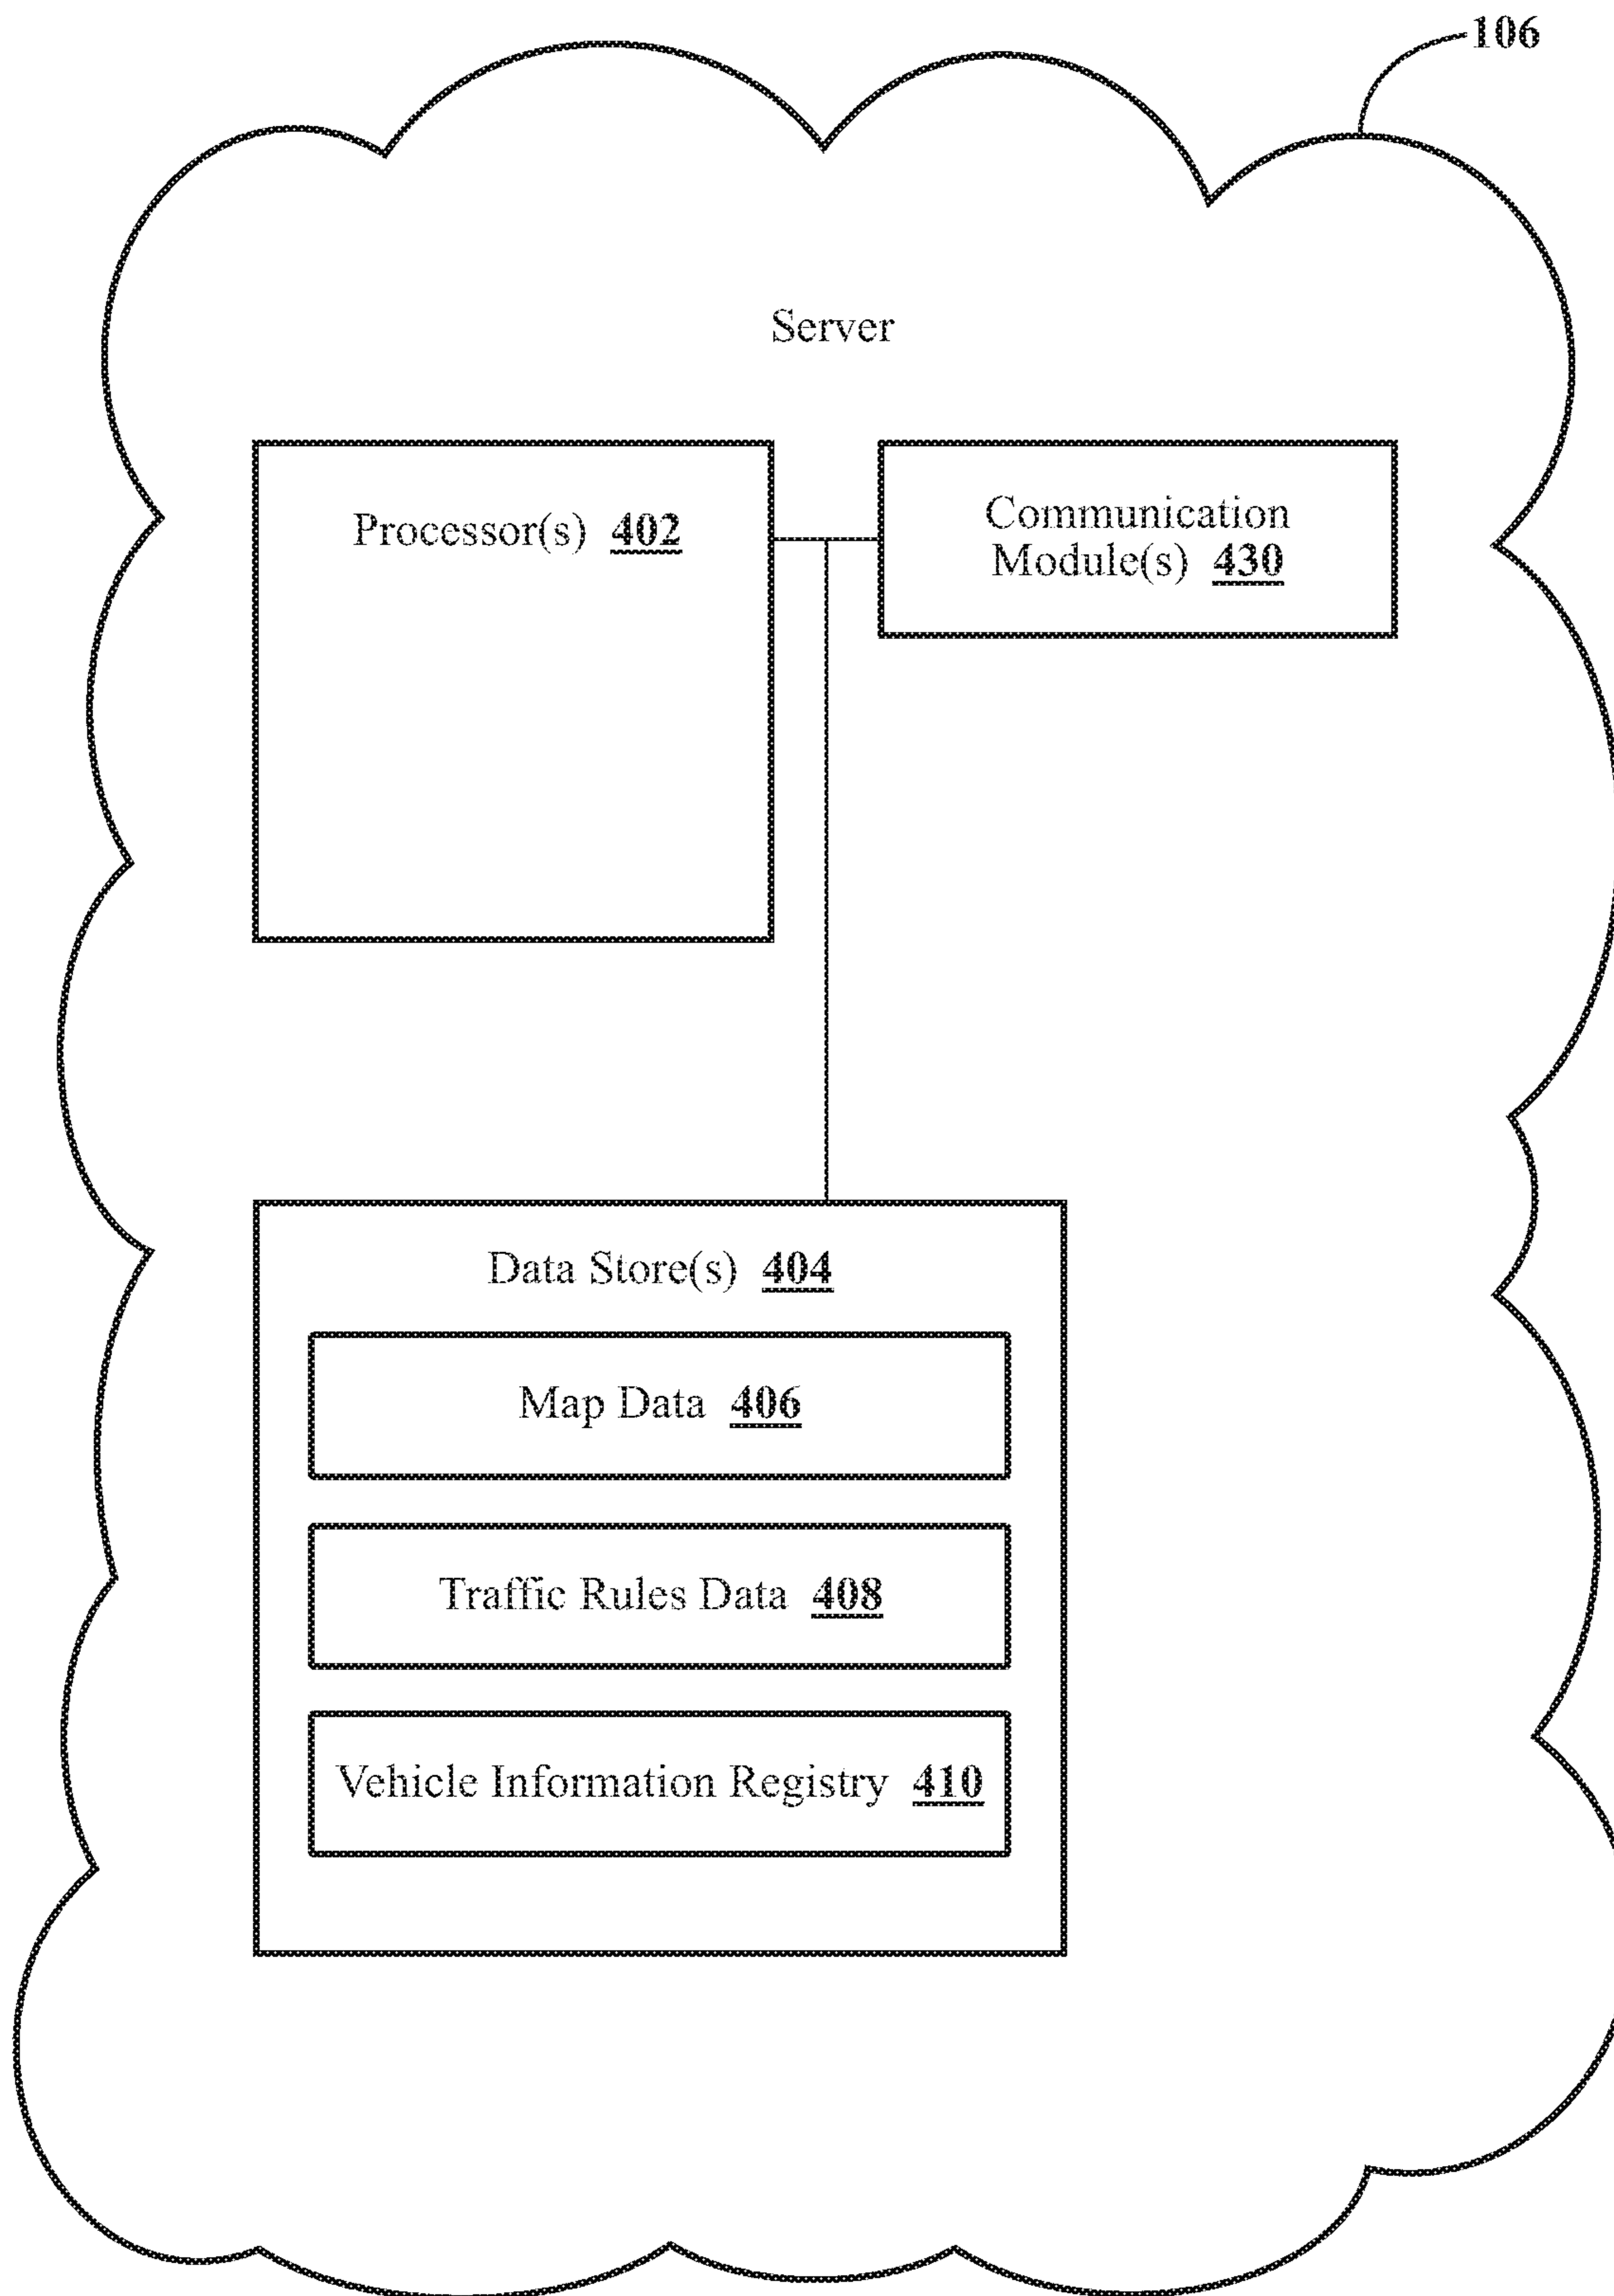 106
Server
Processor(s) 402
Communication
Module(s) 430
Data Store(s) 404
Map Data 406
Traffic Rules Data 408
Vehicle Information Registry 410